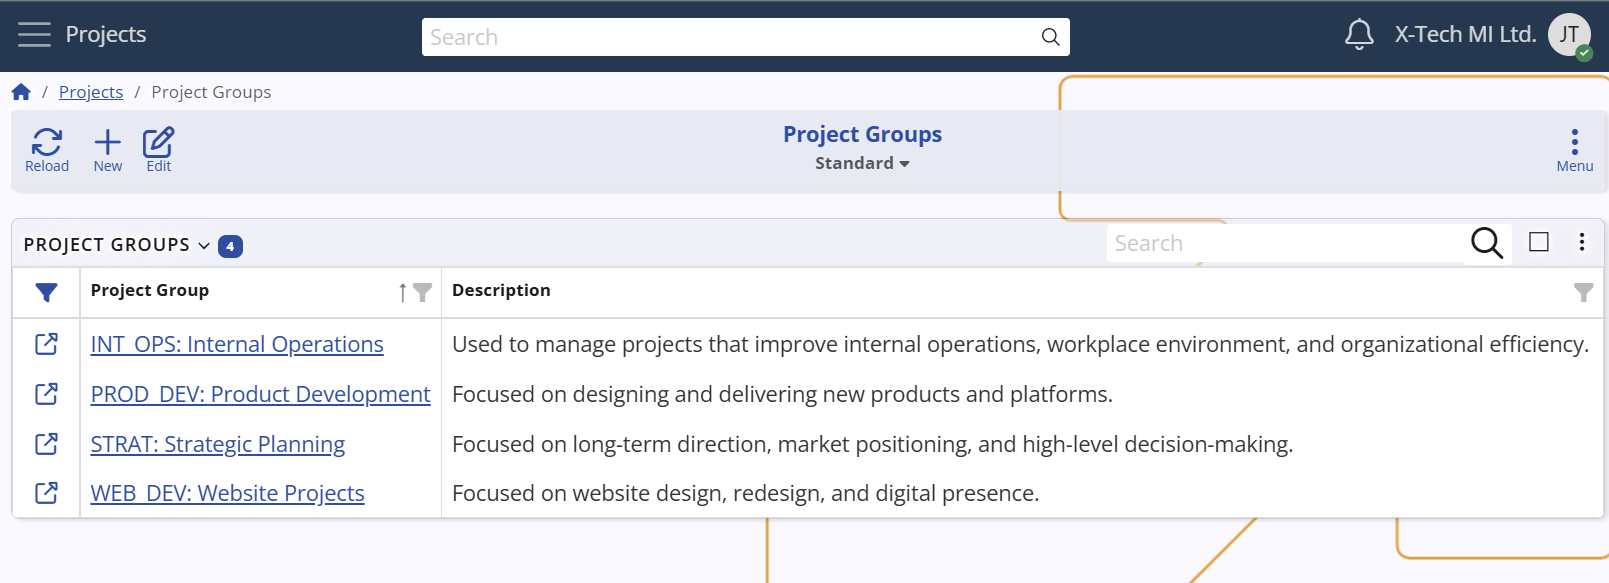 Projects
Search
X-Tech MI Ltd.
JT
/ Projects / Project Groups
Reload
New
Edit
Project Groups
Standard
Menu
PROJECT GROUPS
4
Search
Project Group
Description
INT_OPS: Internal Operations
Used to manage projects that improve internal operations, workplace environment, and organizational efficiency.
PROD_DEV: Product Development
Focused on designing and delivering new products and platforms.
STRAT: Strategic Planning
Focused on long-term direction, market positioning, and high-level decision-making.
WEB_DEV: Website Projects
Focused on website design, redesign, and digital presence.